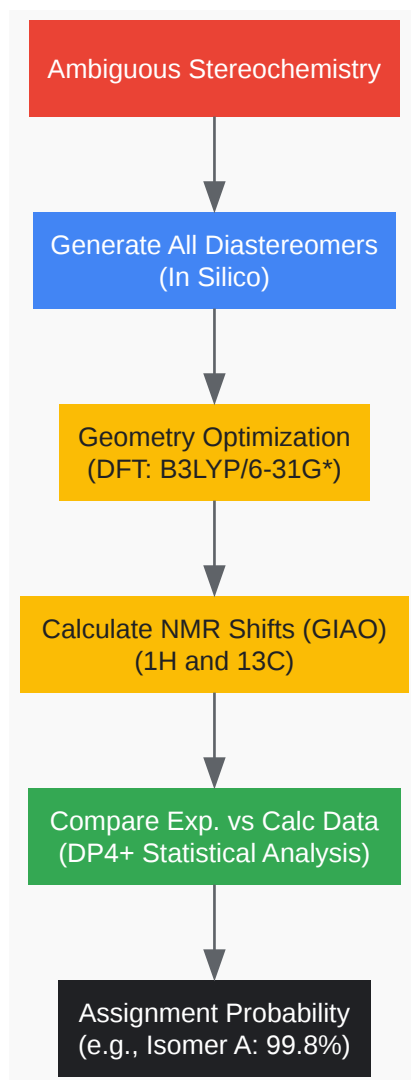 Ambiguous Stereochemistry
Generate All Diastereomers
(In Silico)
Geometry Optimization
(DFT: B3LYP/6-31G*)
Calculate NMR Shifts (GIAO)
(1H and 13C)
Compare Exp. vs Calc Data
(DP4+ Statistical Analysis)
Assignment Probability
(e.g., Isomer A: 99.8%)